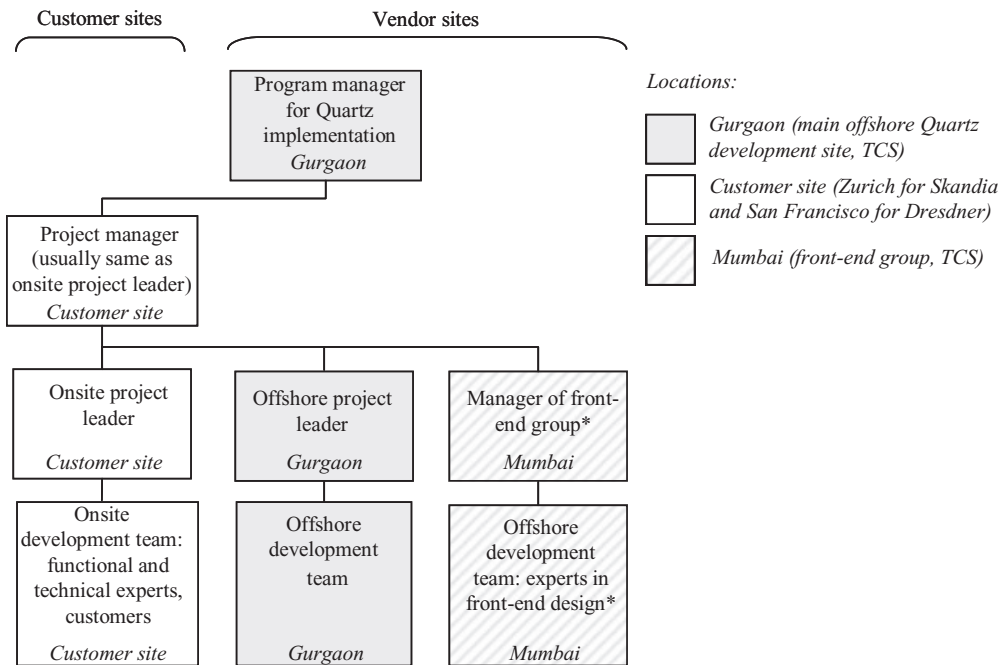 Customer sites
Vendor sites
Program manager
for Quartz
implementation
Gurgaon
Locations:
Gurgaon (main offshore Quartz
development site, TCS)
Customer site (Zurich for Skandia
and San Francisco for Dresdner)
Mumbai (front-end group, TCS)
Project manager
(usually same as
onsite project leader)
Customer site
Onsite project
leader
Customer site
Offshore project
leader
Gurgaon
Manager of front-
end group*
Mumbai
Onsite
development team:
functional and
technical experts,
customers
Customer site
Offshore
development
team
Gurgaon
Offshore
development
team: experts in
front-end design*
Mumbai